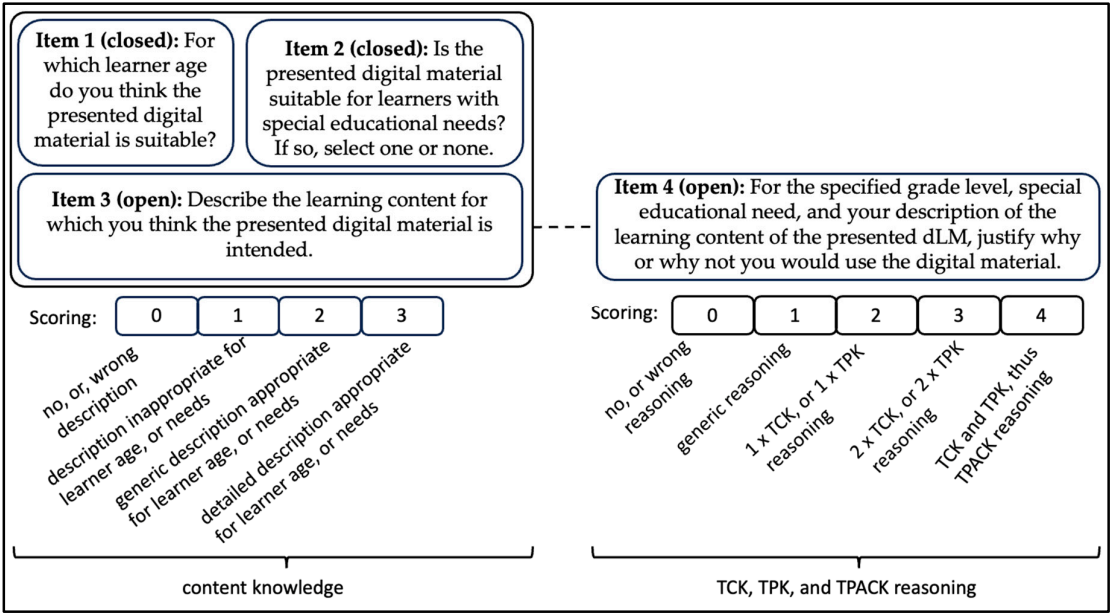 Item 1 (closed): For
which learner age
do you think the
presented digital
material is suitable?
Item 2 (closed): Is the
presented digital material
suitable for learners with
special educational needs?
If so, select one or none.
Item 3 (open): Describe the learning content for
which you think the presented digital material is
intended.
Item 4 (open): For the specified grade level, special
educational need, and your description of the
learning content of the presented dLM, justify why
or why not you would use the digital material.
Scoring:
0
1
2
3
no, or, wrong
description
description inappropriate for
learner age, or needs
generic description appropriate
for learner age, or needs
detailed description appropriate
for learner age, or needs
content knowledge
Scoring:
0
1
2
3
4
no, or wrong
reasoning
generic reasoning
1 x TCK, or 1 x TPK
reasoning
2 x TCK, or 2 x TPK
reasoning
TCK and TPK, thus
TPACK reasoning
TCK, TPK, and TPACK reasoning